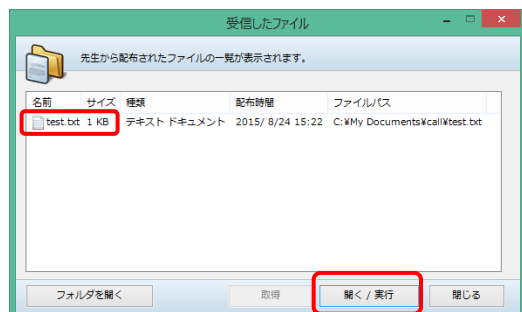 受信したファイル
先生から配布されたファイルの一覧が表示されます。
名前 サイズ 種類 配布時間 ファイルパス
test.txt 1 KB テキスト ドキュメント 2015/ 8/24 15:22 C:¥My Documents¥call¥test.txt
フォルダを開く 取得 開く / 実行 閉じる